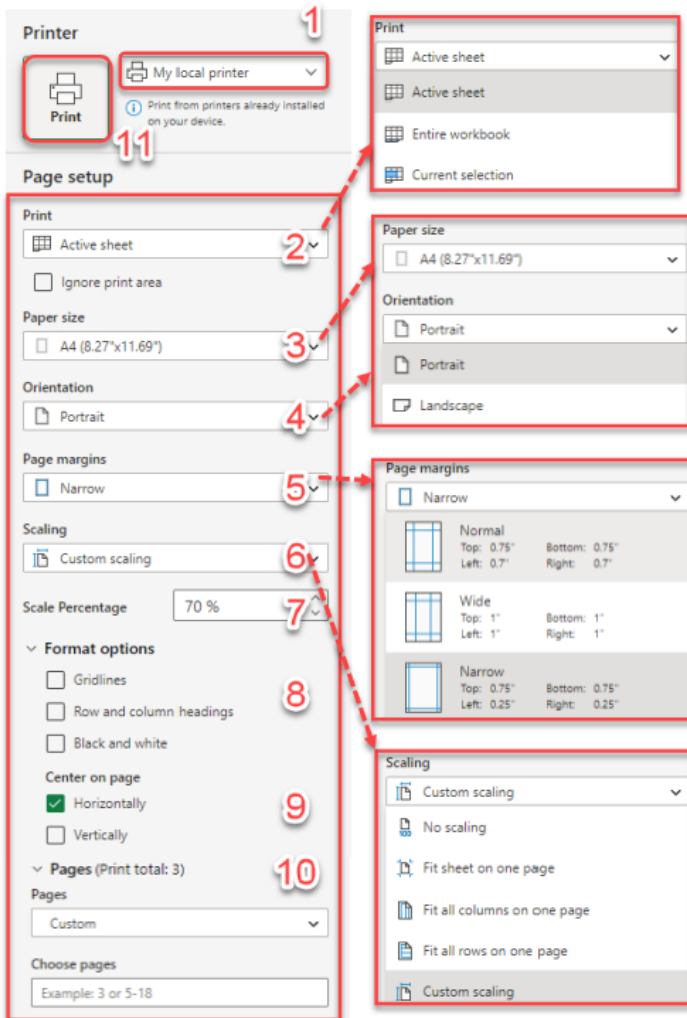 Printer
1
My local printer
Print
Print from printers already installed
on your device.
11
Page setup
Print
Active sheet
2
Ignore print area
Paper size
A4 (8.27"x11.69")
3
Orientation
Portrait
4
Page margins
Narrow
5
Scaling
Custom scaling
6
Scale Percentage
70 %
7
Format options
Gridlines
8
Row and column headings
Black and white
Center on page
Horizontally
9
Vertically
Pages (Print total: 3)
10
Pages
Custom
Choose pages
Example: 3 or 5-18
Print
Active sheet
Active sheet
Entire workbook
Current selection
Paper size
A4 (8.27"x11.69")
Orientation
Portrait
Portrait
Landscape
Page margins
Narrow
Normal
Top: 0.75" Bottom: 0.75"
Left: 0.7" Right: 0.7"
Wide
Top: 1" Bottom: 1"
Left: 1" Right: 1"
Narrow
Top: 0.75" Bottom: 0.75"
Left: 0.25" Right: 0.25"
Scaling
Custom scaling
No scaling
Fit sheet on one page
Fit all columns on one page
Fit all rows on one page
Custom scaling